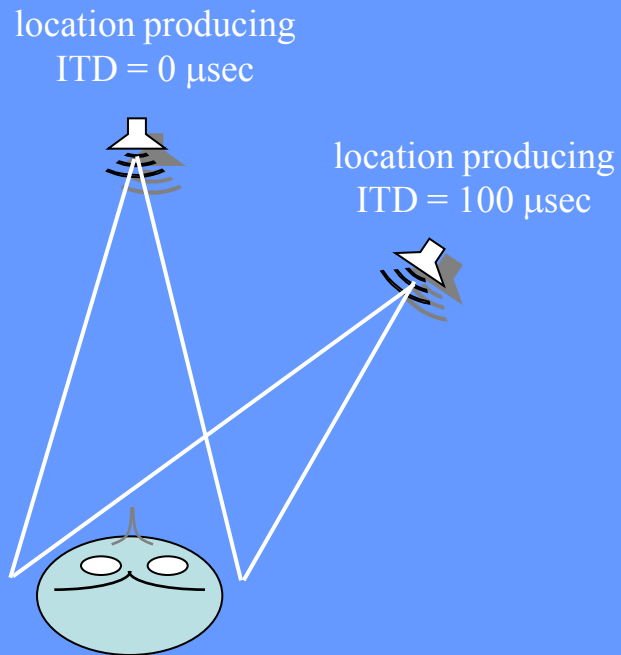 location producing
ITD = 0 μsec
location producing
ITD = 100 μsec